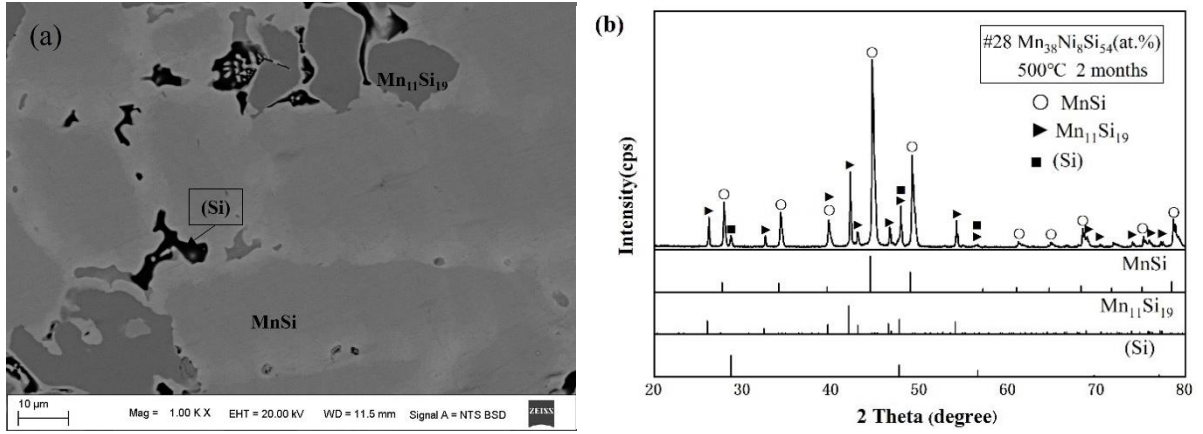 (a)
Mn₁₁Si₁₉
(Si)
MnSi
10 µm
Mag = 1.00 K X
EHT = 20.00 kV
WD = 11.5 mm
Signal A = NTS BSD
ZEISS
(b)
#28 Mn₃₈Ni₈Si₅₄(at.%)
500℃ 2 months
MnSi
Mn₁₁Si₁₉
(Si)
Intensity(cps)
MnSi
Mn₁₁Si₁₉
(Si)
20 30 40 50 60 70 80
2 Theta (degree)